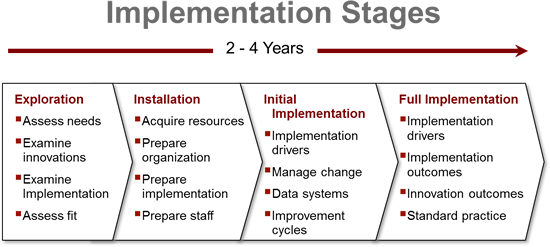 Implementation Stages
2 - 4 Years
Exploration
Assess needs
Examine
innovations
Examine
Implementation
Assess fit
Installation
Acquire resources
Prepare
organization
Prepare
implementation
Prepare staff
Initial
Implementation
Implementation
drivers
Manage change
Data systems
Improvement
cycles
Full Implementation
Implementation
drivers
Implementation
outcomes
Innovation outcomes
Standard practice